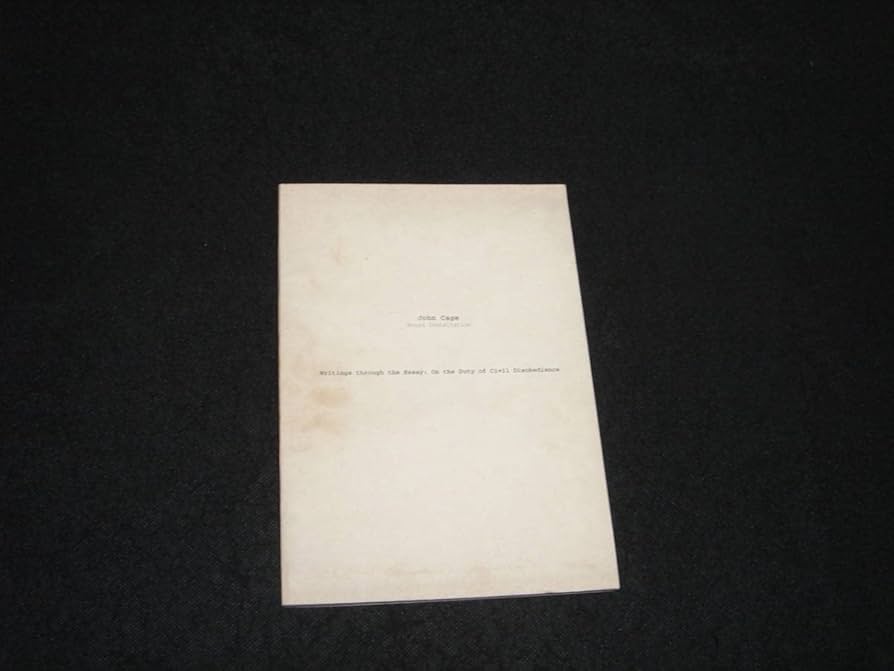 John Cage
Sound Installation
Writings through the Essay: On the Duty of Civil Disobedience